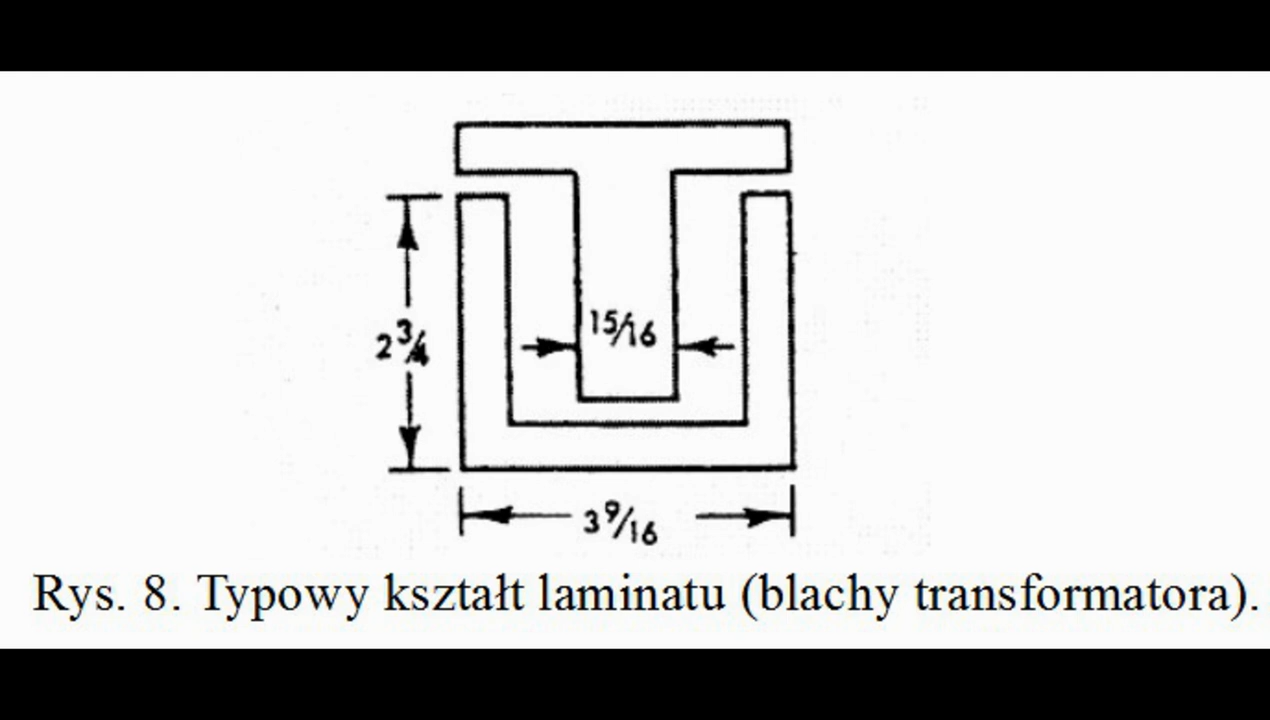 15/16
2 3/4
3 9/16
Rys. 8. Typowy kształt laminatu (blachy transformatora).